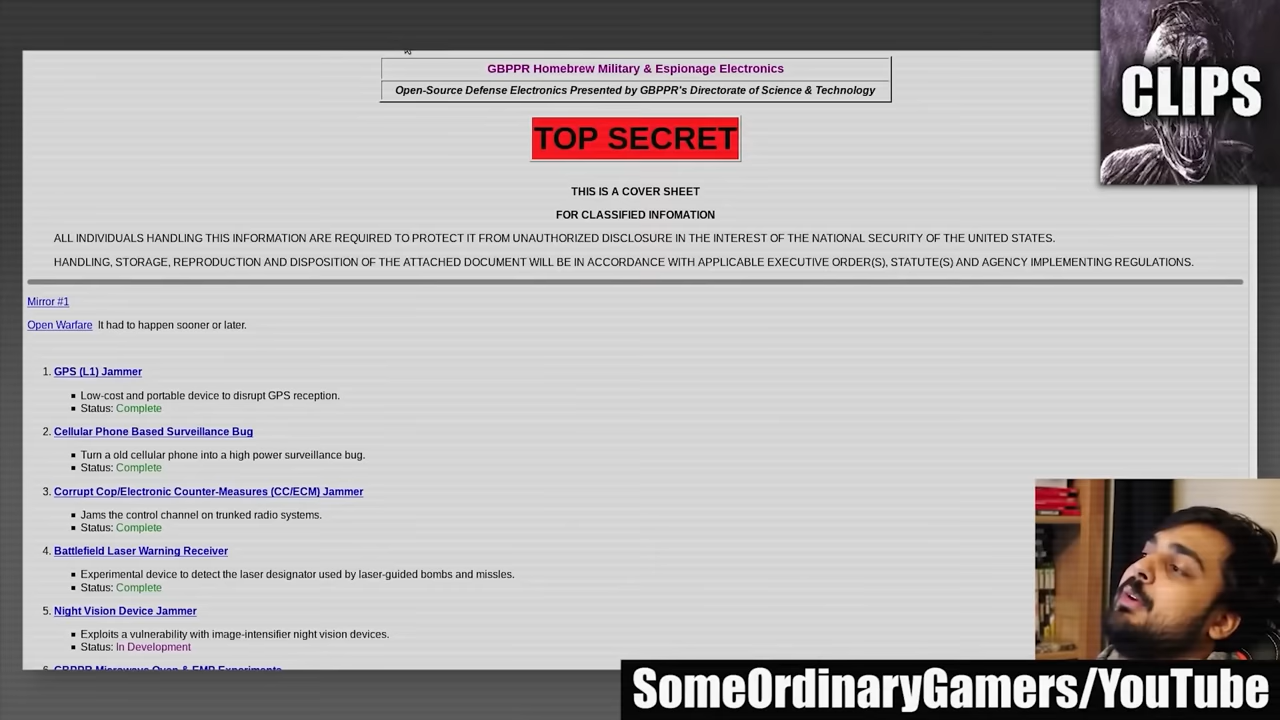 GBPPR Homebrew Military & Espionage Electronics
Open-Source Defense Electronics Presented by GBPPR's Directorate of Science & Technology
CLIPS
TOP SECRET
THIS IS A COVER SHEET
FOR CLASSIFIED INFOMATION
ALL INDIVIDUALS HANDLING THIS INFORMATION ARE REQUIRED TO PROTECT IT FROM UNAUTHORIZED DISCLOSURE IN THE INTEREST OF THE NATIONAL SECURITY OF THE UNITED STATES.
HANDLING, STORAGE, REPRODUCTION AND DISPOSITION OF THE ATTACHED DOCUMENT WILL BE IN ACCORDANCE WITH APPLICABLE EXECUTIVE ORDER(S), STATUTE(S) AND AGENCY IMPLEMENTING REGULATIONS.
Mirror #1
Open Warfare It had to happen sooner or later.
1. GPS (L1) Jammer
Low-cost and portable device to disrupt GPS reception.
Status: Complete
2. Cellular Phone Based Surveillance Bug
Turn a old cellular phone into a high power surveillance bug.
Status: Complete
3. Corrupt Cop/Electronic Counter-Measures (CC/ECM) Jammer
Jams the control channel on trunked radio systems.
Status: Complete
4. Battlefield Laser Warning Receiver
Experimental device to detect the laser designator used by laser-guided bombs and missles.
Status: Complete
5. Night Vision Device Jammer
Exploits a vulnerability with image-intensifier night vision devices.
Status: In Development
6. GBPPR Microwave Oven & EMP Experiments
SomeOrdinaryGamers/YouTube